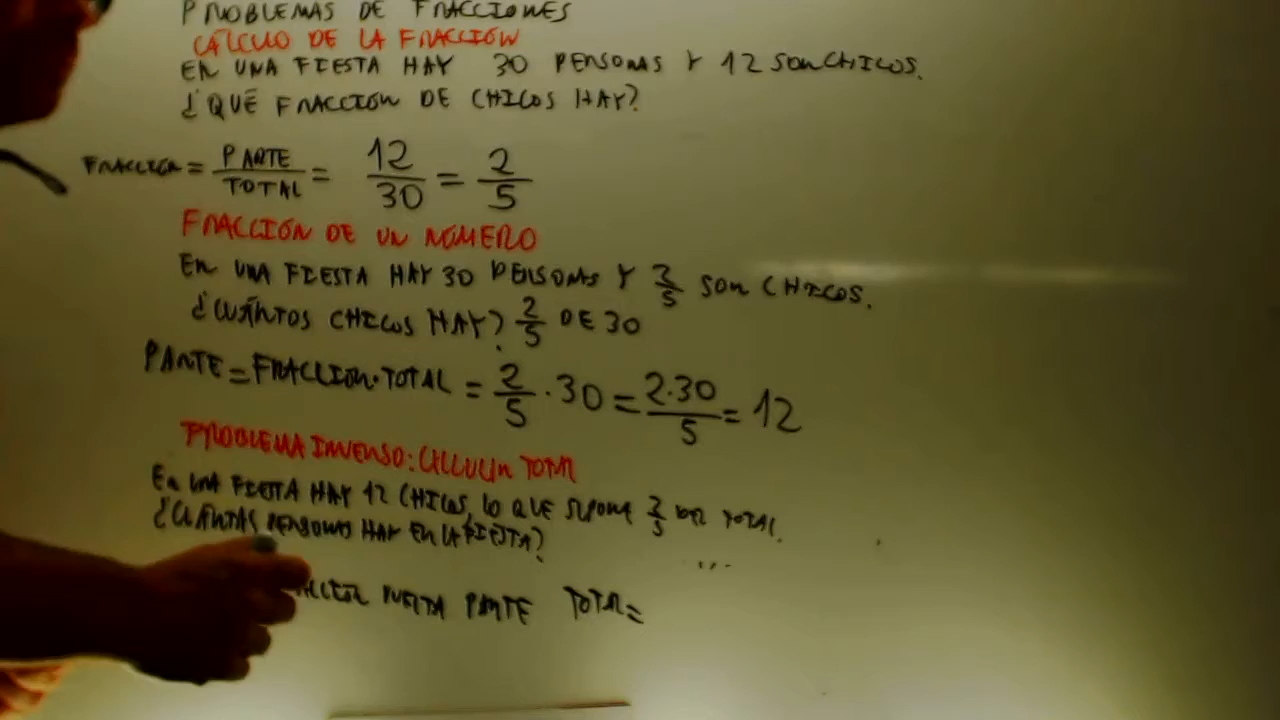 PROBLEMAS DE FRACCIONES
CÁLCULO DE LA FRACCIÓN
EN UNA FIESTA HAY 30 PERSONAS Y 12 SON CHICOS.
¿QUÉ FRACCIÓN DE CHICOS HAY?
FRACCIÓN = PARTE/TOTAL = 12/30 = 2/5
FRACCIÓN DE UN NÚMERO
EN UNA FIESTA HAY 30 PERSONAS Y 2/5 SON CHICOS.
¿CUÁNTOS CHICOS HAY? 2/5 DE 30
PARTE = FRACCIÓN · TOTAL = 2/5 · 30 = 2·30/5 = 12
PROBLEMA INVERSO: CALCULAR TOTAL
EN UNA FIESTA HAY 12 CHICOS, LO QUE SUPONE 2/5 DEL TOTAL.
¿CUÁNTAS PERSONAS HAY EN LA FIESTA?
...
PARTE TOTAL =